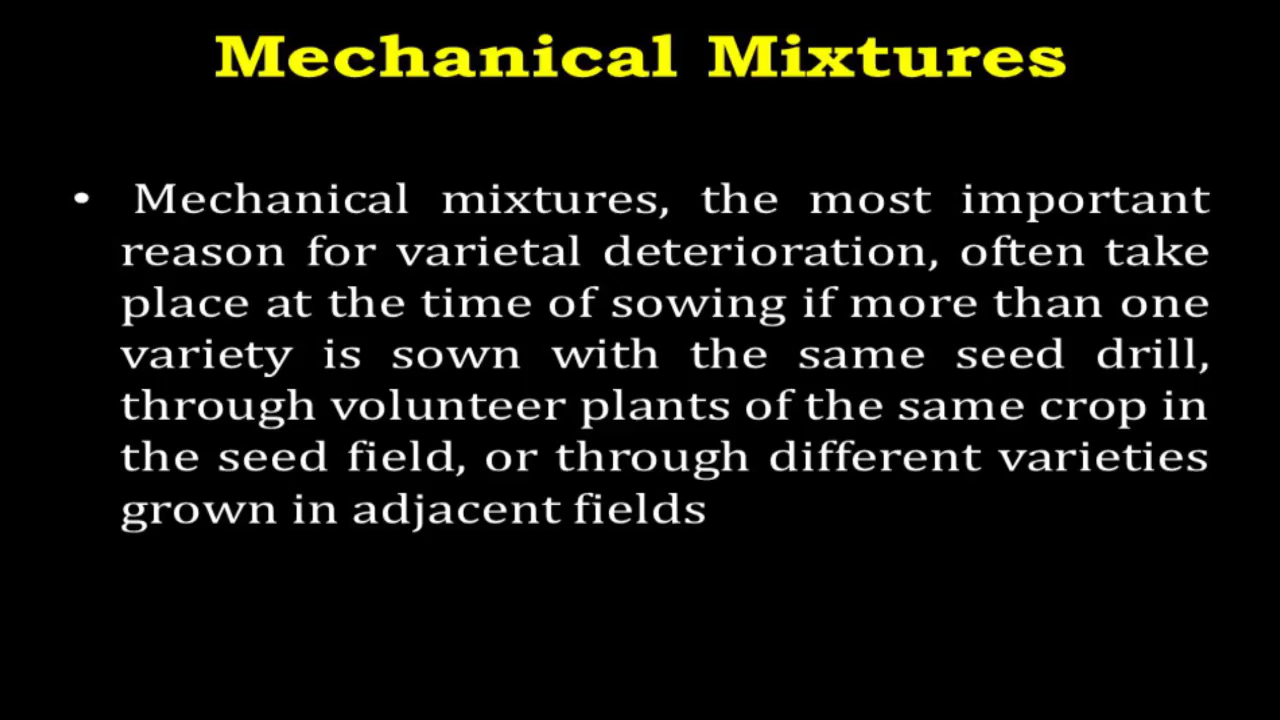 Mechanical Mixtures
• Mechanical mixtures, the most important
reason for varietal deterioration, often take
place at the time of sowing if more than one
variety is sown with the same seed drill,
through volunteer plants of the same crop in
the seed field, or through different varieties
grown in adjacent fields